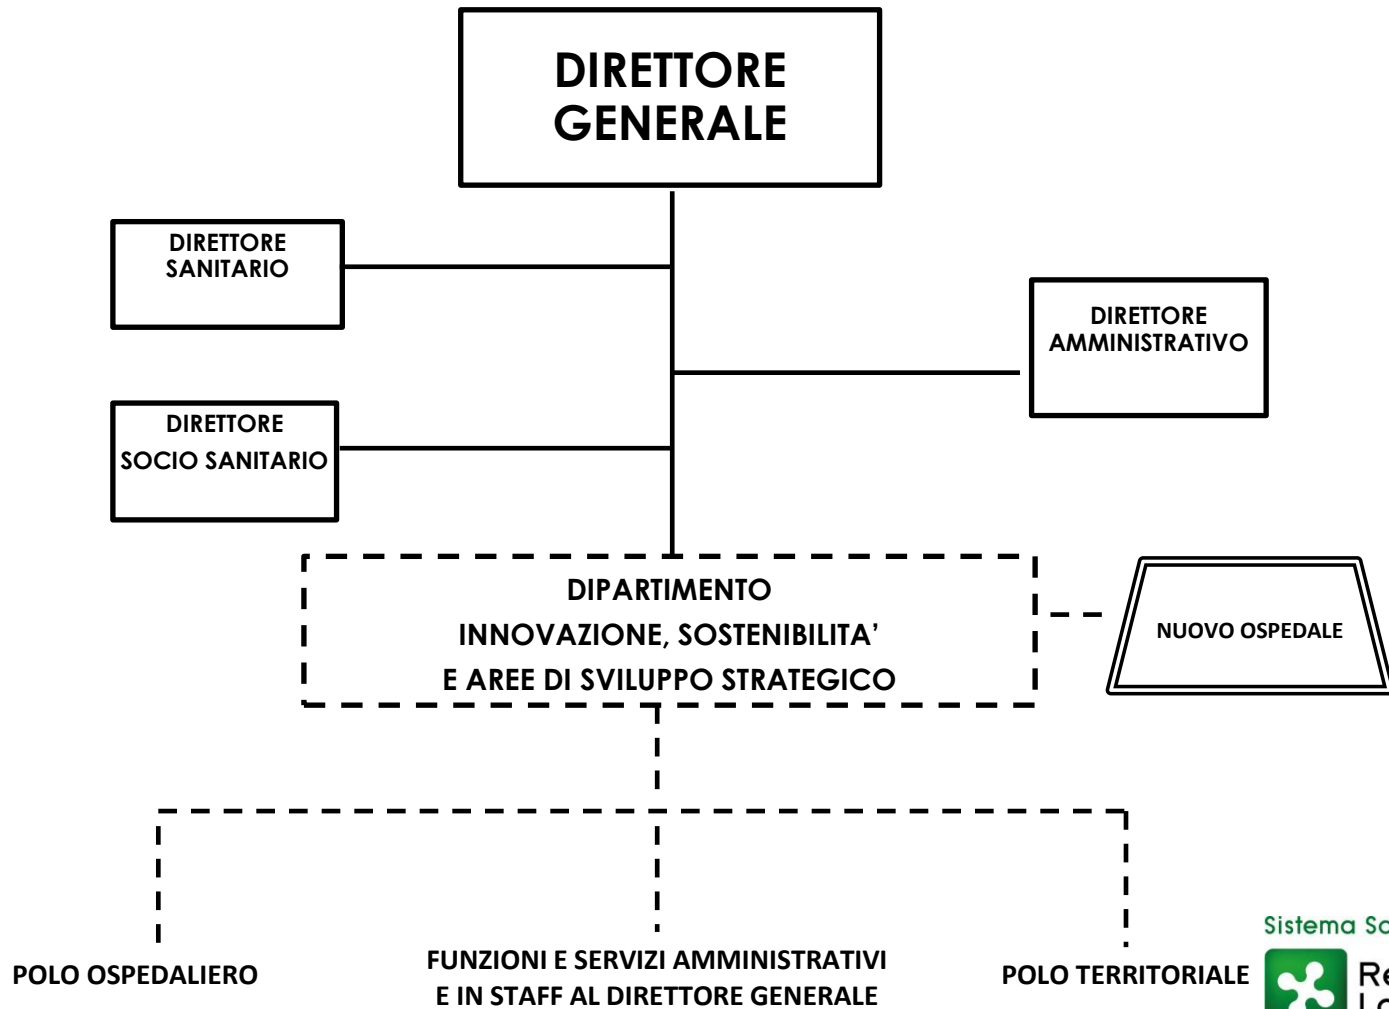 DIRETTORE
GENERALE
DIRETTORE
SANITARIO
DIRETTORE
AMMINISTRATIVO
DIRETTORE
SOCIO SANITARIO
DIPARTIMENTO
INNOVAZIONE, SOSTENIBILITA’
E AREE DI SVILUPPO STRATEGICO
NUOVO OSPEDALE
POLO OSPEDALIERO
FUNZIONI E SERVIZI AMMINISTRATIVI
E IN STAFF AL DIRETTORE GENERALE
POLO TERRITORIALE
Sistema